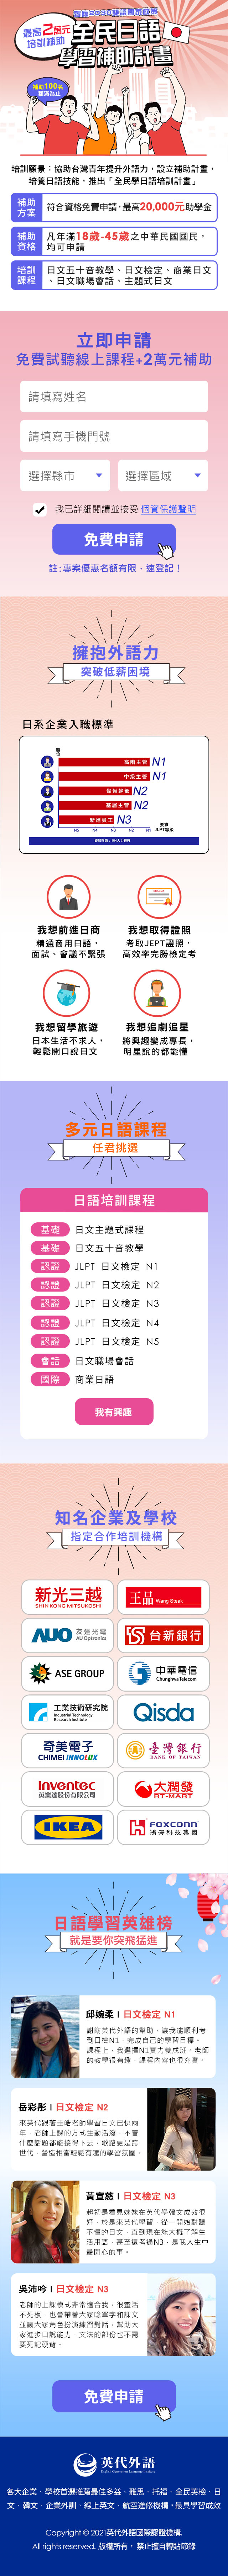 迎接2030雙語國家政策
最高2萬元
培訓補助
全民日語
學習補助計畫
補助100名
額滿為止
培訓願景：協助台灣青年提升外語力，設立補助計畫，
培養日語技能，推出「全民學日語培訓計畫」
補助
方案
符合資格免費申請，最高20,000元助學金
補助
資格
凡年滿18歲-45歲之中華民國國民，
均可申請
培訓
課程
日文五十音教學、日文檢定、商業日文
、日文職場會話、主題式日文
立即申請
免費試聽線上課程+2萬元補助
請填寫姓名
請填寫手機門號
選擇縣市
選擇區域
我已詳細閱讀並接受 個資保護聲明
免費申請
註:專案優惠名額有限，速登記！
擁抱外語力
突破低薪困境
日系企業入職標準
職位
高階主管 N1
中級主管 N1
儲備幹部 N2
基層主管 N2
新進員工 N3
N5 N4 N3 N2 N1
要求
JLPT等級
資料來源：104人力銀行
我想前進日商
精通商用日語，
面試、會議不緊張
我想取得證照
考取JEPT證照，
高效率完勝檢定考
我想留學旅遊
日本生活不求人，
輕鬆開口說日文
我想追劇追星
將興趣變成專長，
明星說的都能懂
多元日語課程
任君挑選
日語培訓課程
基礎 日文主題式課程
基礎 日文五十音教學
認證 JLPT 日文檢定 N1
認證 JLPT 日文檢定 N2
認證 JLPT 日文檢定 N3
認證 JLPT 日文檢定 N4
認證 JLPT 日文檢定 N5
會話 日文職場會話
國際 商業日語
我有興趣
知名企業及學校
指定合作培訓機構
新光三越
SHIN KONG MITSUKOSHI
王品
Wang Steak
AUO 友達光電
AU Optronics
台新銀行
ASE GROUP
中華電信
Chunghwa Telecom
工業技術研究院
Industrial Technology
Research Institute
Qisda
奇美電子
CHIMEI INNOLUX
臺灣銀行
BANK OF TAIWAN
Inventec
英業達股份有限公司
大潤發
RT-MART
IKEA
FOXCONN
鴻海科技集團
日語學習英雄榜
就是要你突飛猛進
邱婉柔 I 日文檢定 N1
謝謝英代外語的幫助，讓我能順利考
到日檢N1，完成自己的學習目標。
課程上，我選擇N1實力養成班。老師
的教學很有趣，課程內容也很充實。
岳彩彤 I 日文檢定 N2
來英代跟著圭皓老師學習日文已快兩
年，老師上課的方式生動活潑，不管
什麼話題都能接得下去，敬語更是跨
世代，營造相當輕鬆有趣的學習氛圍。
黃宣慈 I 日文檢定 N3
起初是看見妹妹在英代學韓文成效很
好，於是來英代學習，從一開始對聽
不懂的日文，直到現在能大概了解生
活用語，甚至還考過N3，是我人生中
最開心的事。
吳沛吟 I 日文檢定 N3
老師的上課模式非常適合我，很靈活
不死板，也會帶著大家唸單字和課文
並讓大家角色扮演練習對話，幫助大
家進步口說能力，文法的部份也不需
要死記硬背。
免費申請
英代外語
各大企業、學校首選推薦最佳多益、雅思、托福、全民英檢、日
文、韓文、企業外訓、線上英文、航空進修機構，最具學習成效
Copyright © 2021英代外語國際認證機構.
All rights reserved. 版權所有， 禁止擅自轉貼節錄